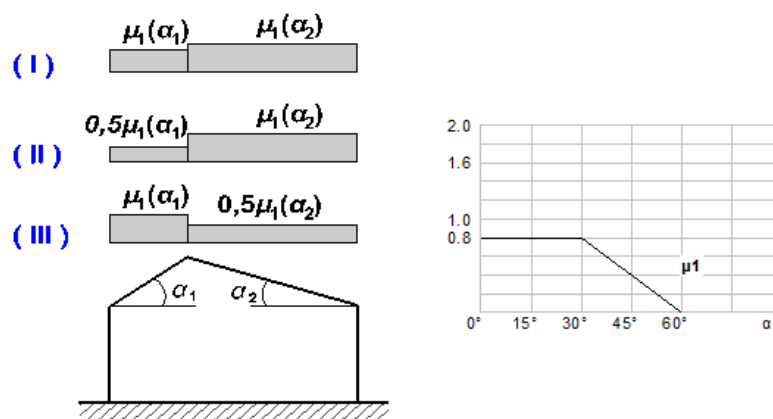 μ₁(α₁) μ₁(α₂)
( I )
0,5μ₁(α₁) μ₁(α₂)
( II )
μ₁(α₁) 0,5μ₁(α₂)
( III )
α₁ α₂
2.0
1.6
1.0
0.8
μ1
0° 15° 30° 45° 60° α